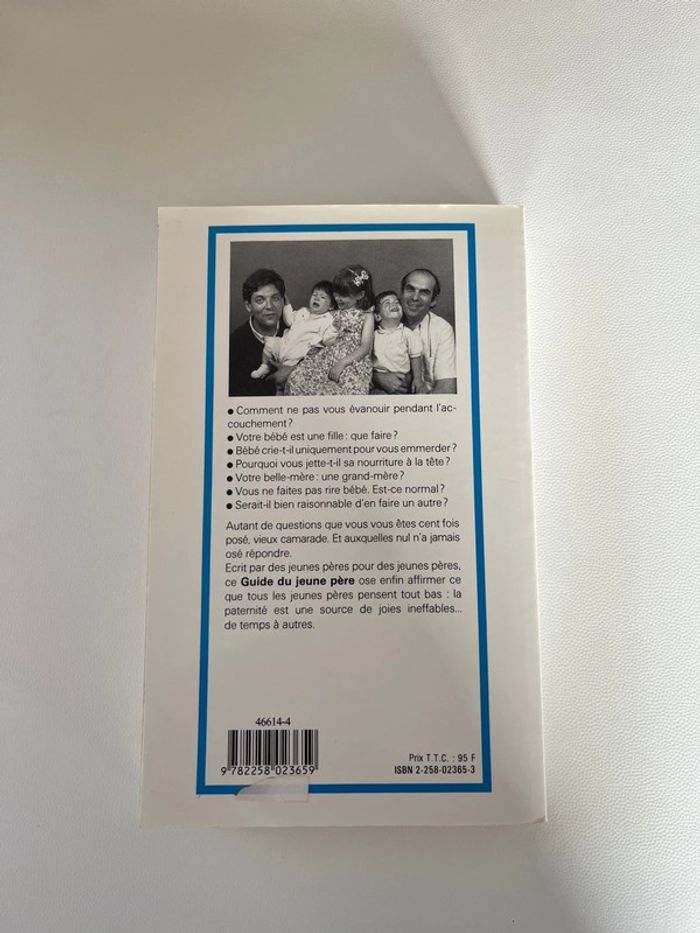 ● Comment ne pas vous évanouir pendant l'ac-
couchement?
● Votre bébé est une fille : que faire?
● Bébé crie-t-il uniquement pour vous emmerder?
● Pourquoi vous jette-t-il sa nourriture à la tête?
● Votre belle-mère : une grand-mère?
● Vous ne faites pas rire bébé. Est-ce normal?
● Serait-il bien raisonnable d'en faire un autre?
Autant de questions que vous vous êtes cent fois
posé, vieux camarade. Et auxquelles nul n'a jamais
osé répondre.
Ecrit par des jeunes pères pour des jeunes pères,
ce Guide du jeune père ose enfin affirmer ce
que tous les jeunes pères pensent tout bas : la
paternité est une source de joies ineffables...
de temps à autres.
46614-4
9 782258 023659
Prix T.T.C. : 95 F
ISBN 2-258-02365-3